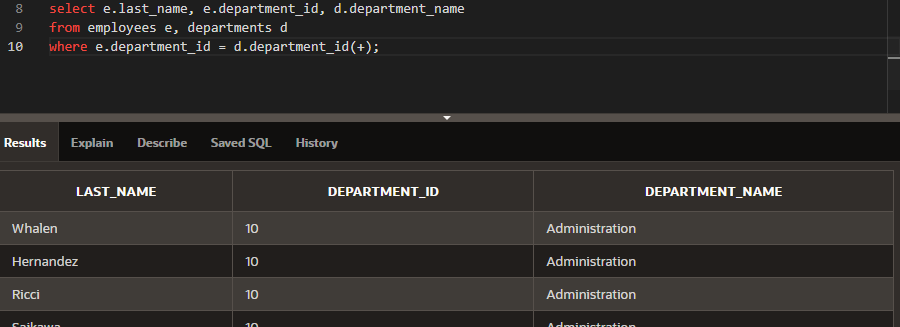 8 select e.last_name, e.department_id, d.department_name
9 from employees e, departments d
10 where e.department_id = d.department_id(+);
Results Explain Describe Saved SQL History
LAST_NAME DEPARTMENT_ID DEPARTMENT_NAME
Whalen 10 Administration
Hernandez 10 Administration
Ricci 10 Administration
Saikawa 10 Administration